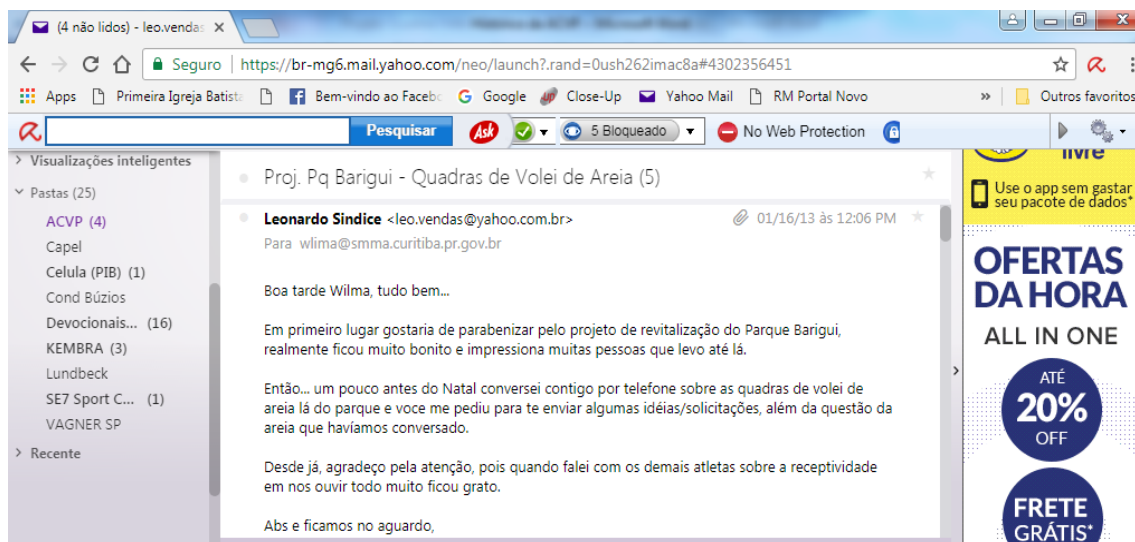 (4 não lidos) - leo.vendas
Seguro | https://br-mg6.mail.yahoo.com/neo/launch?.rand=0ush262imac8a#4302356451
Apps Primeira Igreja Batista Bem-vindo ao Facebo Google up Close-Up Yahoo Mail RM Portal Novo » Outros favoritos
Pesquisar Ask 5 Bloqueado No Web Protection
Visualizações inteligentes
Pastas (25)
ACVP (4)
Capel
Celula (PIB) (1)
Cond Búzios
Devocionais... (16)
KEMBRA (3)
Lundbeck
SE7 Sport C... (1)
VAGNER SP
Recente
Proj. Pq Barigui - Quadras de Volei de Areia (5)
Leonardo Sindice <leo.vendas@yahoo.com.br> 01/16/13 às 12:06 PM
Para wlima@smma.curitiba.pr.gov.br
Boa tarde Wilma, tudo bem...
Em primeiro lugar gostaria de parabenizar pelo projeto de revitalização do Parque Barigui,
realmente ficou muito bonito e impressiona muitas pessoas que levo até lá.
Então... um pouco antes do Natal conversei contigo por telefone sobre as quadras de volei de
areia lá do parque e voce me pediu para te enviar algumas idéias/solicitações, além da questão da
areia que havíamos conversado.
Desde já, agradeço pela atenção, pois quando falei com os demais atletas sobre a receptividade
em nos ouvir todo muito ficou grato.
Abs e ficamos no aguardo,
livre
Use o app sem gastar
seu pacote de dados*
OFERTAS
DA HORA
ALL IN ONE
ATÉ
20%
OFF
FRETE
GRÁTIS*